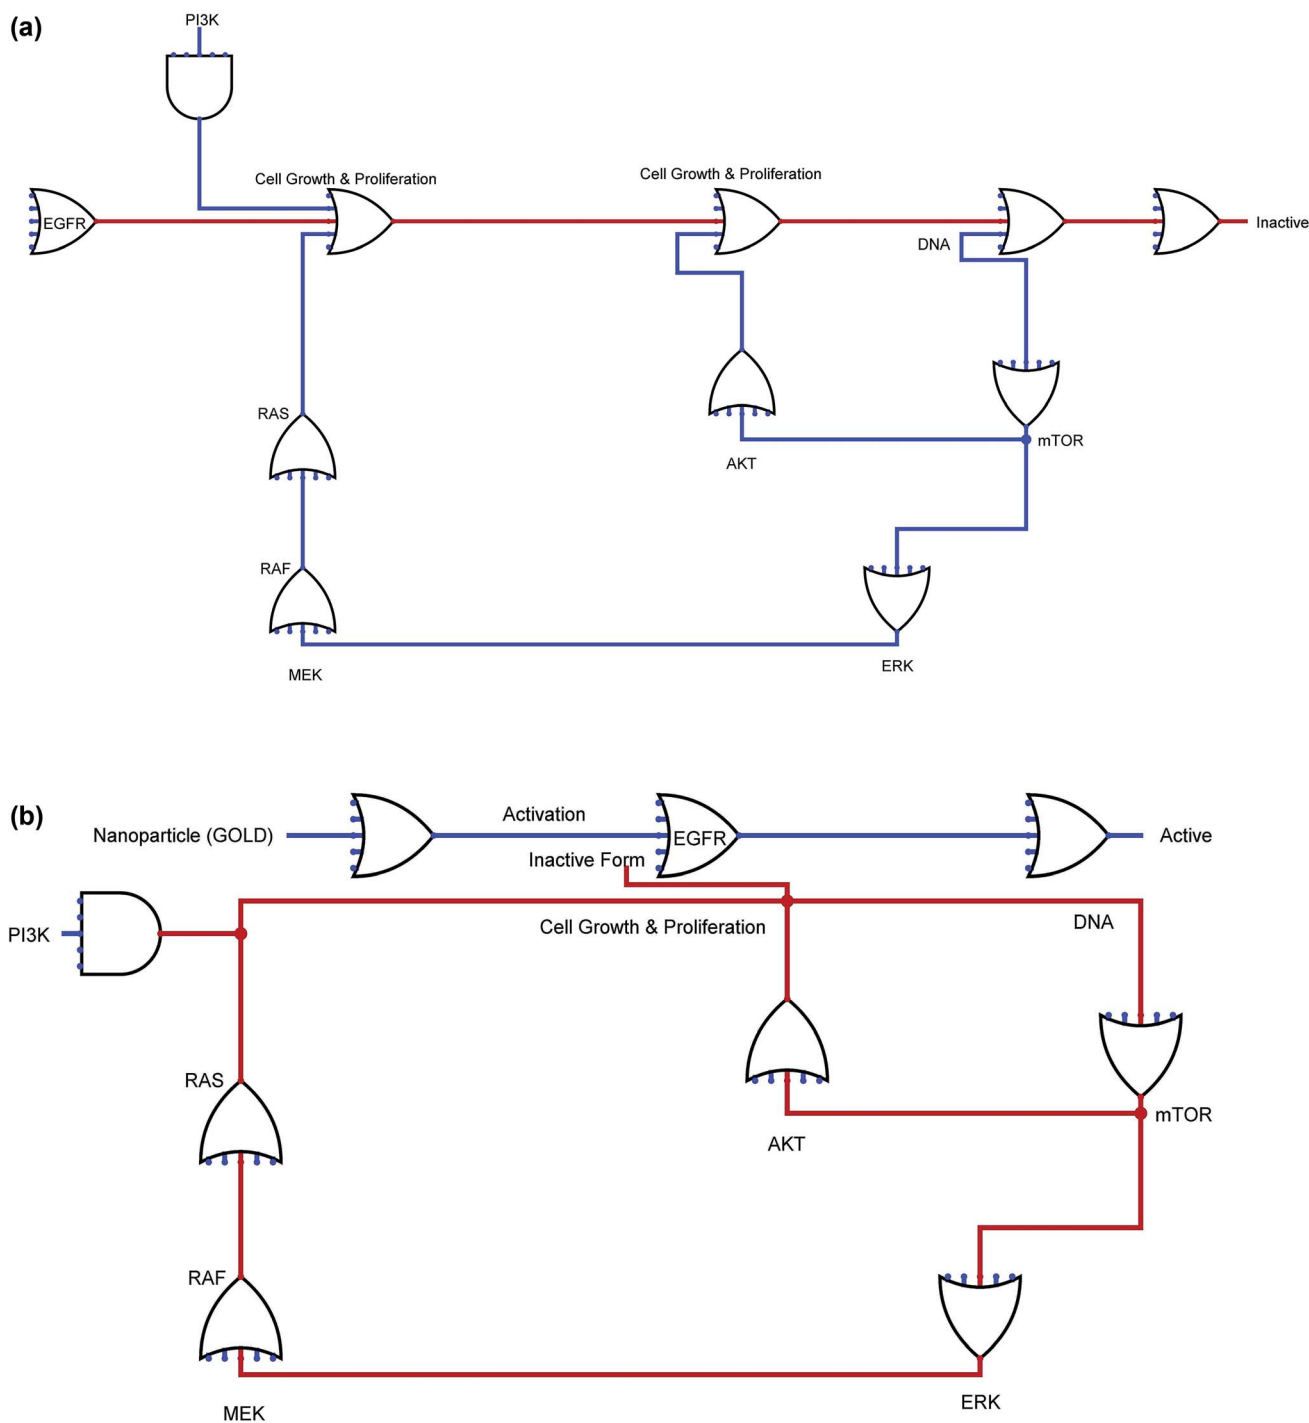 (a)
PI3K
Cell Growth & Proliferation
Cell Growth & Proliferation
EGFR
DNA
Inactive
RAS
AKT
mTOR
RAF
MEK
ERK
(b)
Nanoparticle (GOLD)
Activation
EGFR
Active
Inactive Form
PI3K
Cell Growth & Proliferation
DNA
RAS
AKT
mTOR
RAF
MEK
ERK